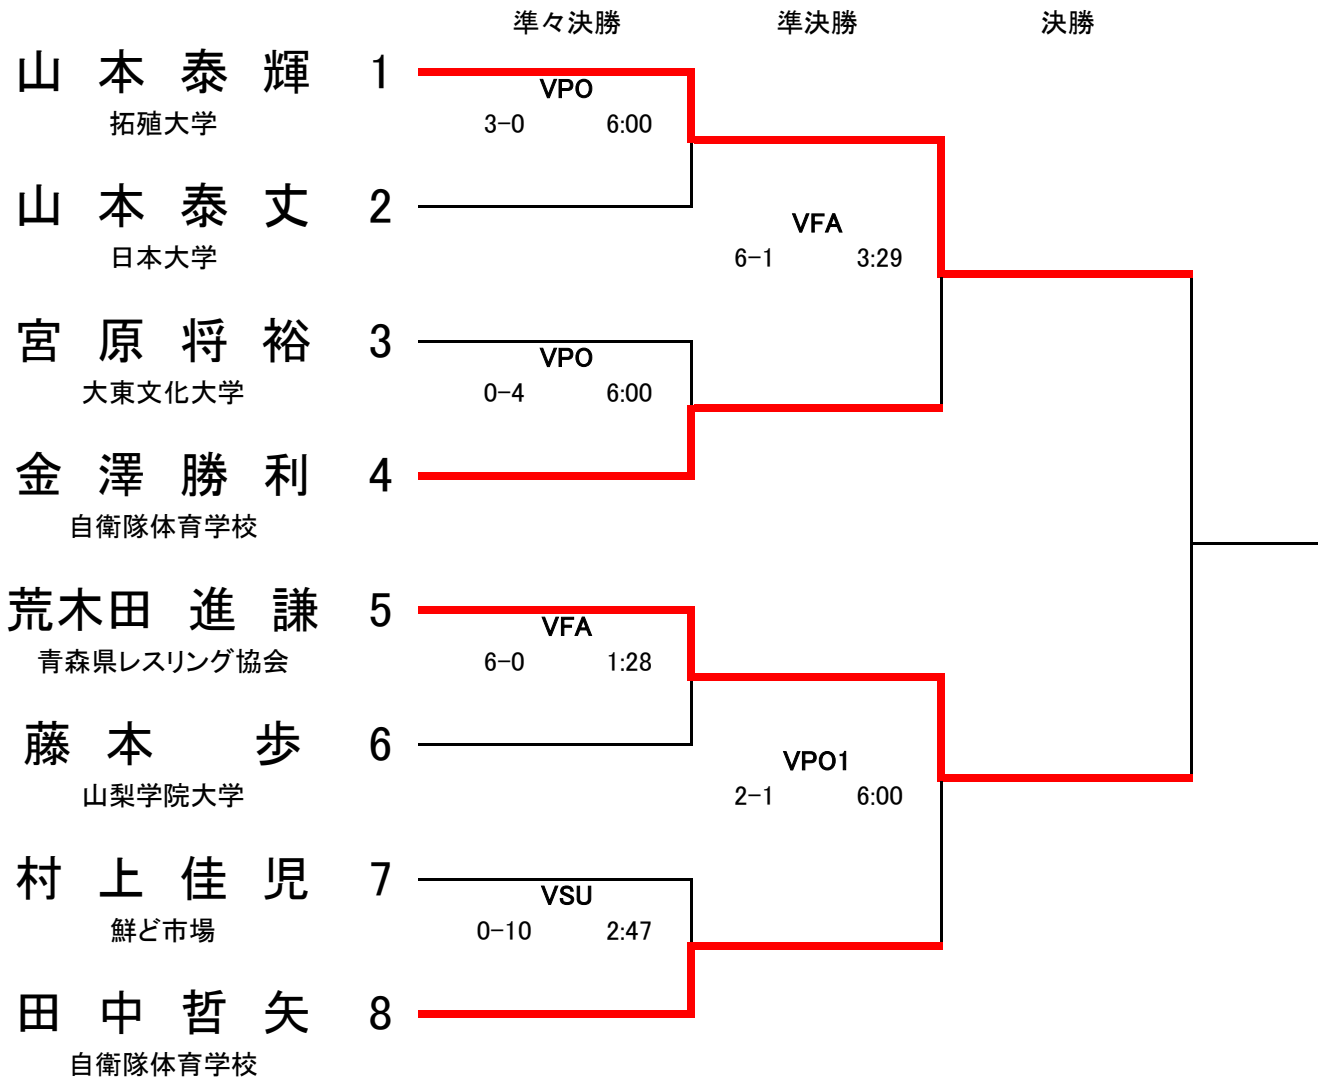 準々決勝 準決勝 決勝
山本泰輝 1
VPO
拓殖大学
3-0 6:00
山本泰丈 2
日本大学
VFA
6-1 3:29
宮原将裕 3
VPO
大東文化大学
0-4 6:00
金澤勝利 4
自衛隊体育学校
荒木田進謙 5
VFA
青森県レスリング協会
6-0 1:28
藤本歩 6
VPO1
山梨学院大学
2-1 6:00
村上佳児 7
VSU
鮮ど市場
0-10 2:47
田中哲矢 8
自衛隊体育学校